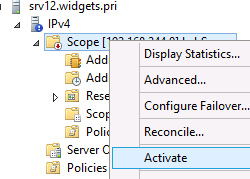 srv12.widgets.pri
IPv4
Scope
Display Statistics...
Add
Advanced...
Add
Rese
Configure Failover...
Scop
Reconcile...
Polic
Server O
Activate
Policies